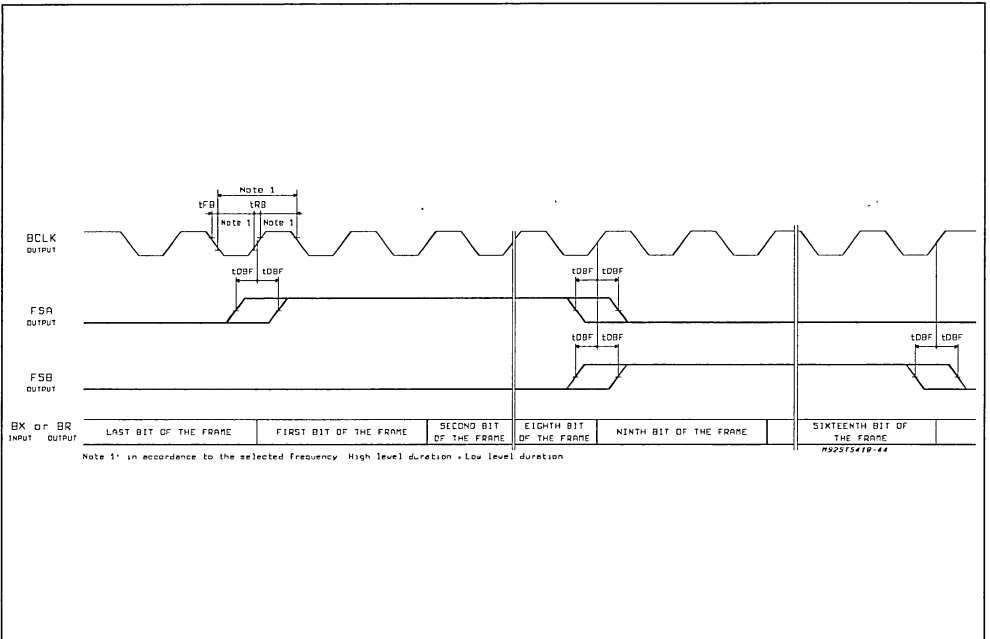 Note 1
tFB tRB
Note 1 Note 1
BCLK
OUTPUT
tDBF tDBF
tDBF tDBF
FSA
OUTPUT
tDBF tDBF
tDBF tDBF
FSB
OUTPUT
BX or BR
INPUT OUTPUT
LAST BIT OF THE FRAME
FIRST BIT OF THE FRAME
SECOND BIT
OF THE FRAME
EIGHTH BIT
OF THE FRAME
NINTH BIT OF THE FRAME
SIXTEENTH BIT OF
THE FRAME
M92ST5410-44
Note 1: in accordance to the selected frequency High level duration = Low level duration